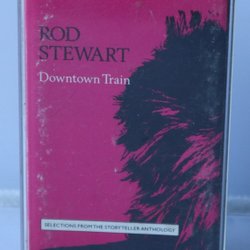 ROD
STEWART
Downtown Train
SELECTIONS FROM THE STORYTELLER ANTHOLOGY